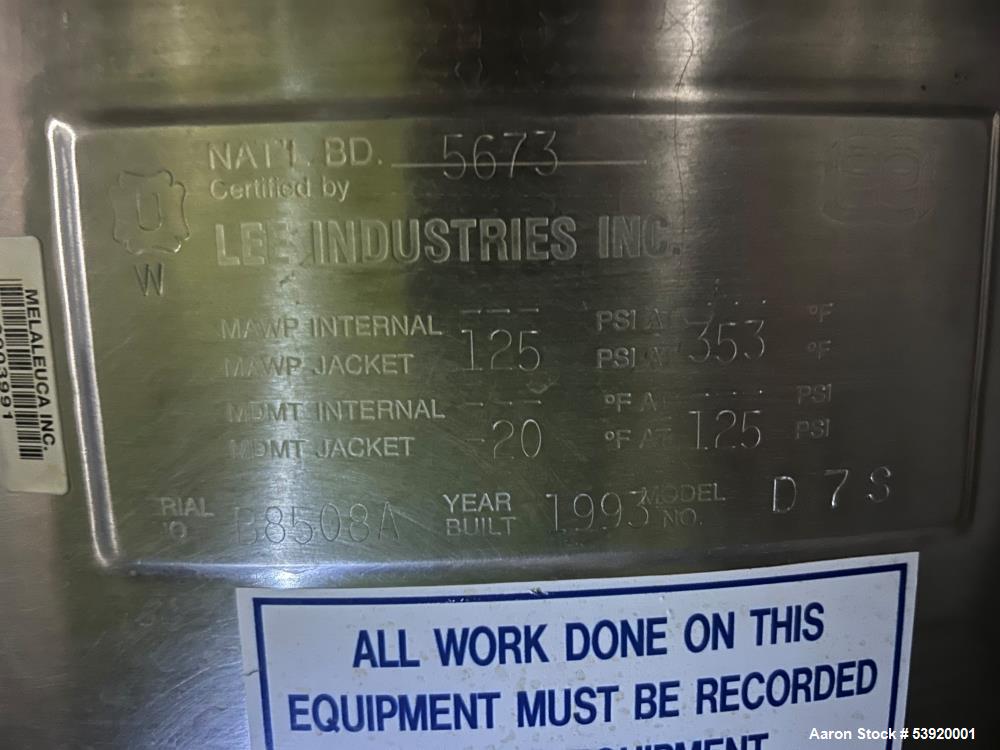 NAT'L BD. 5673
Certified by
U
W
LEE INDUSTRIES INC.
MAWP INTERNAL --- PSI AT --- °F
MAWP JACKET 125 PSI AT 353 °F
MDMT INTERNAL --- °F AT --- PSI
MDMT JACKET -20 °F AT 125 PSI
RIAL B8508A YEAR BUILT 1993 MODEL NO. D7S
MELALEUCA INC.
ALL WORK DONE ON THIS
EQUIPMENT MUST BE RECORDED
Aaron Stock # 53920001